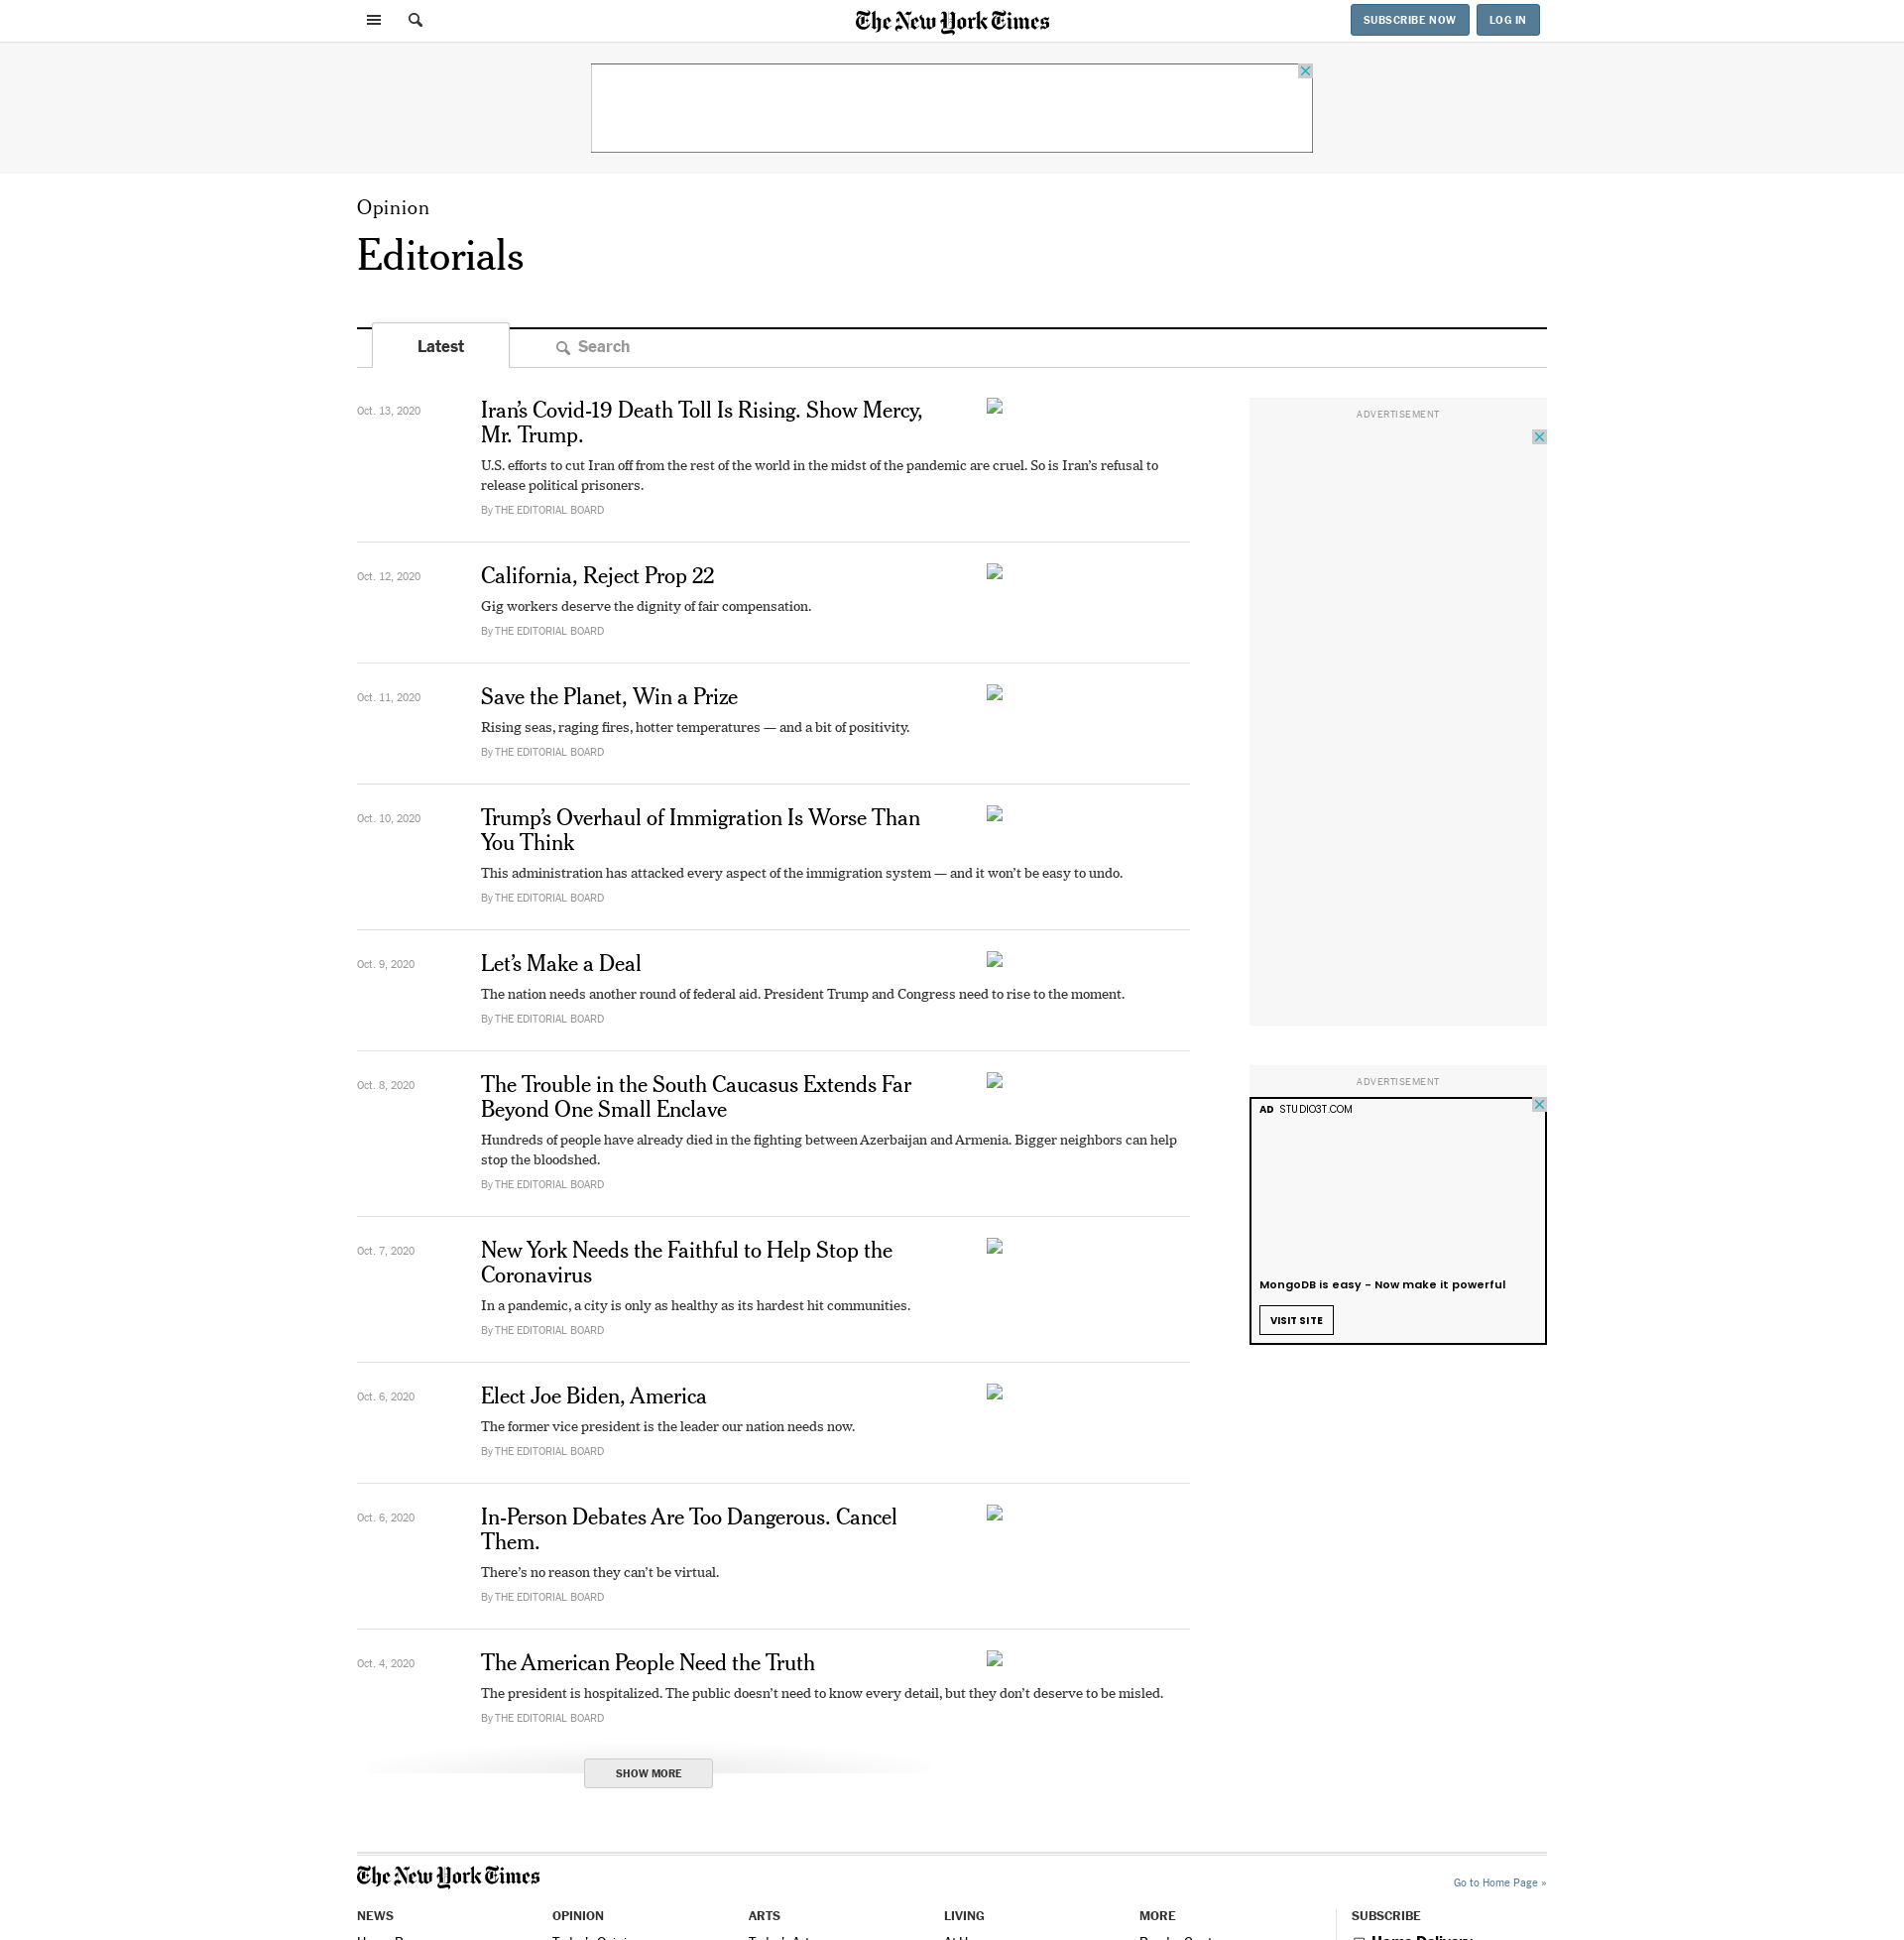 The New York Times
SUBSCRIBE NOW
LOG IN
Opinion
Editorials
Latest
Search
Oct. 13, 2020
Iran’s Covid-19 Death Toll Is Rising. Show Mercy,
Mr. Trump.
U.S. efforts to cut Iran off from the rest of the world in the midst of the pandemic are cruel. So is Iran’s refusal to
release political prisoners.
By THE EDITORIAL BOARD
Oct. 12, 2020
California, Reject Prop 22
Gig workers deserve the dignity of fair compensation.
By THE EDITORIAL BOARD
Oct. 11, 2020
Save the Planet, Win a Prize
Rising seas, raging fires, hotter temperatures — and a bit of positivity.
By THE EDITORIAL BOARD
Oct. 10, 2020
Trump’s Overhaul of Immigration Is Worse Than
You Think
This administration has attacked every aspect of the immigration system — and it won’t be easy to undo.
By THE EDITORIAL BOARD
Oct. 9, 2020
Let’s Make a Deal
The nation needs another round of federal aid. President Trump and Congress need to rise to the moment.
By THE EDITORIAL BOARD
Oct. 8, 2020
The Trouble in the South Caucasus Extends Far
Beyond One Small Enclave
Hundreds of people have already died in the fighting between Azerbaijan and Armenia. Bigger neighbors can help
stop the bloodshed.
By THE EDITORIAL BOARD
Oct. 7, 2020
New York Needs the Faithful to Help Stop the
Coronavirus
In a pandemic, a city is only as healthy as its hardest hit communities.
By THE EDITORIAL BOARD
Oct. 6, 2020
Elect Joe Biden, America
The former vice president is the leader our nation needs now.
By THE EDITORIAL BOARD
Oct. 6, 2020
In-Person Debates Are Too Dangerous. Cancel
Them.
There’s no reason they can’t be virtual.
By THE EDITORIAL BOARD
Oct. 4, 2020
The American People Need the Truth
The president is hospitalized. The public doesn’t need to know every detail, but they don’t deserve to be misled.
By THE EDITORIAL BOARD
SHOW MORE
ADVERTISEMENT
ADVERTISEMENT
AD STUDIO3T.COM
MongoDB is easy - Now make it powerful
VISIT SITE
The New York Times
Go to Home Page »
NEWS
OPINION
ARTS
LIVING
MORE
SUBSCRIBE
Home Delivery